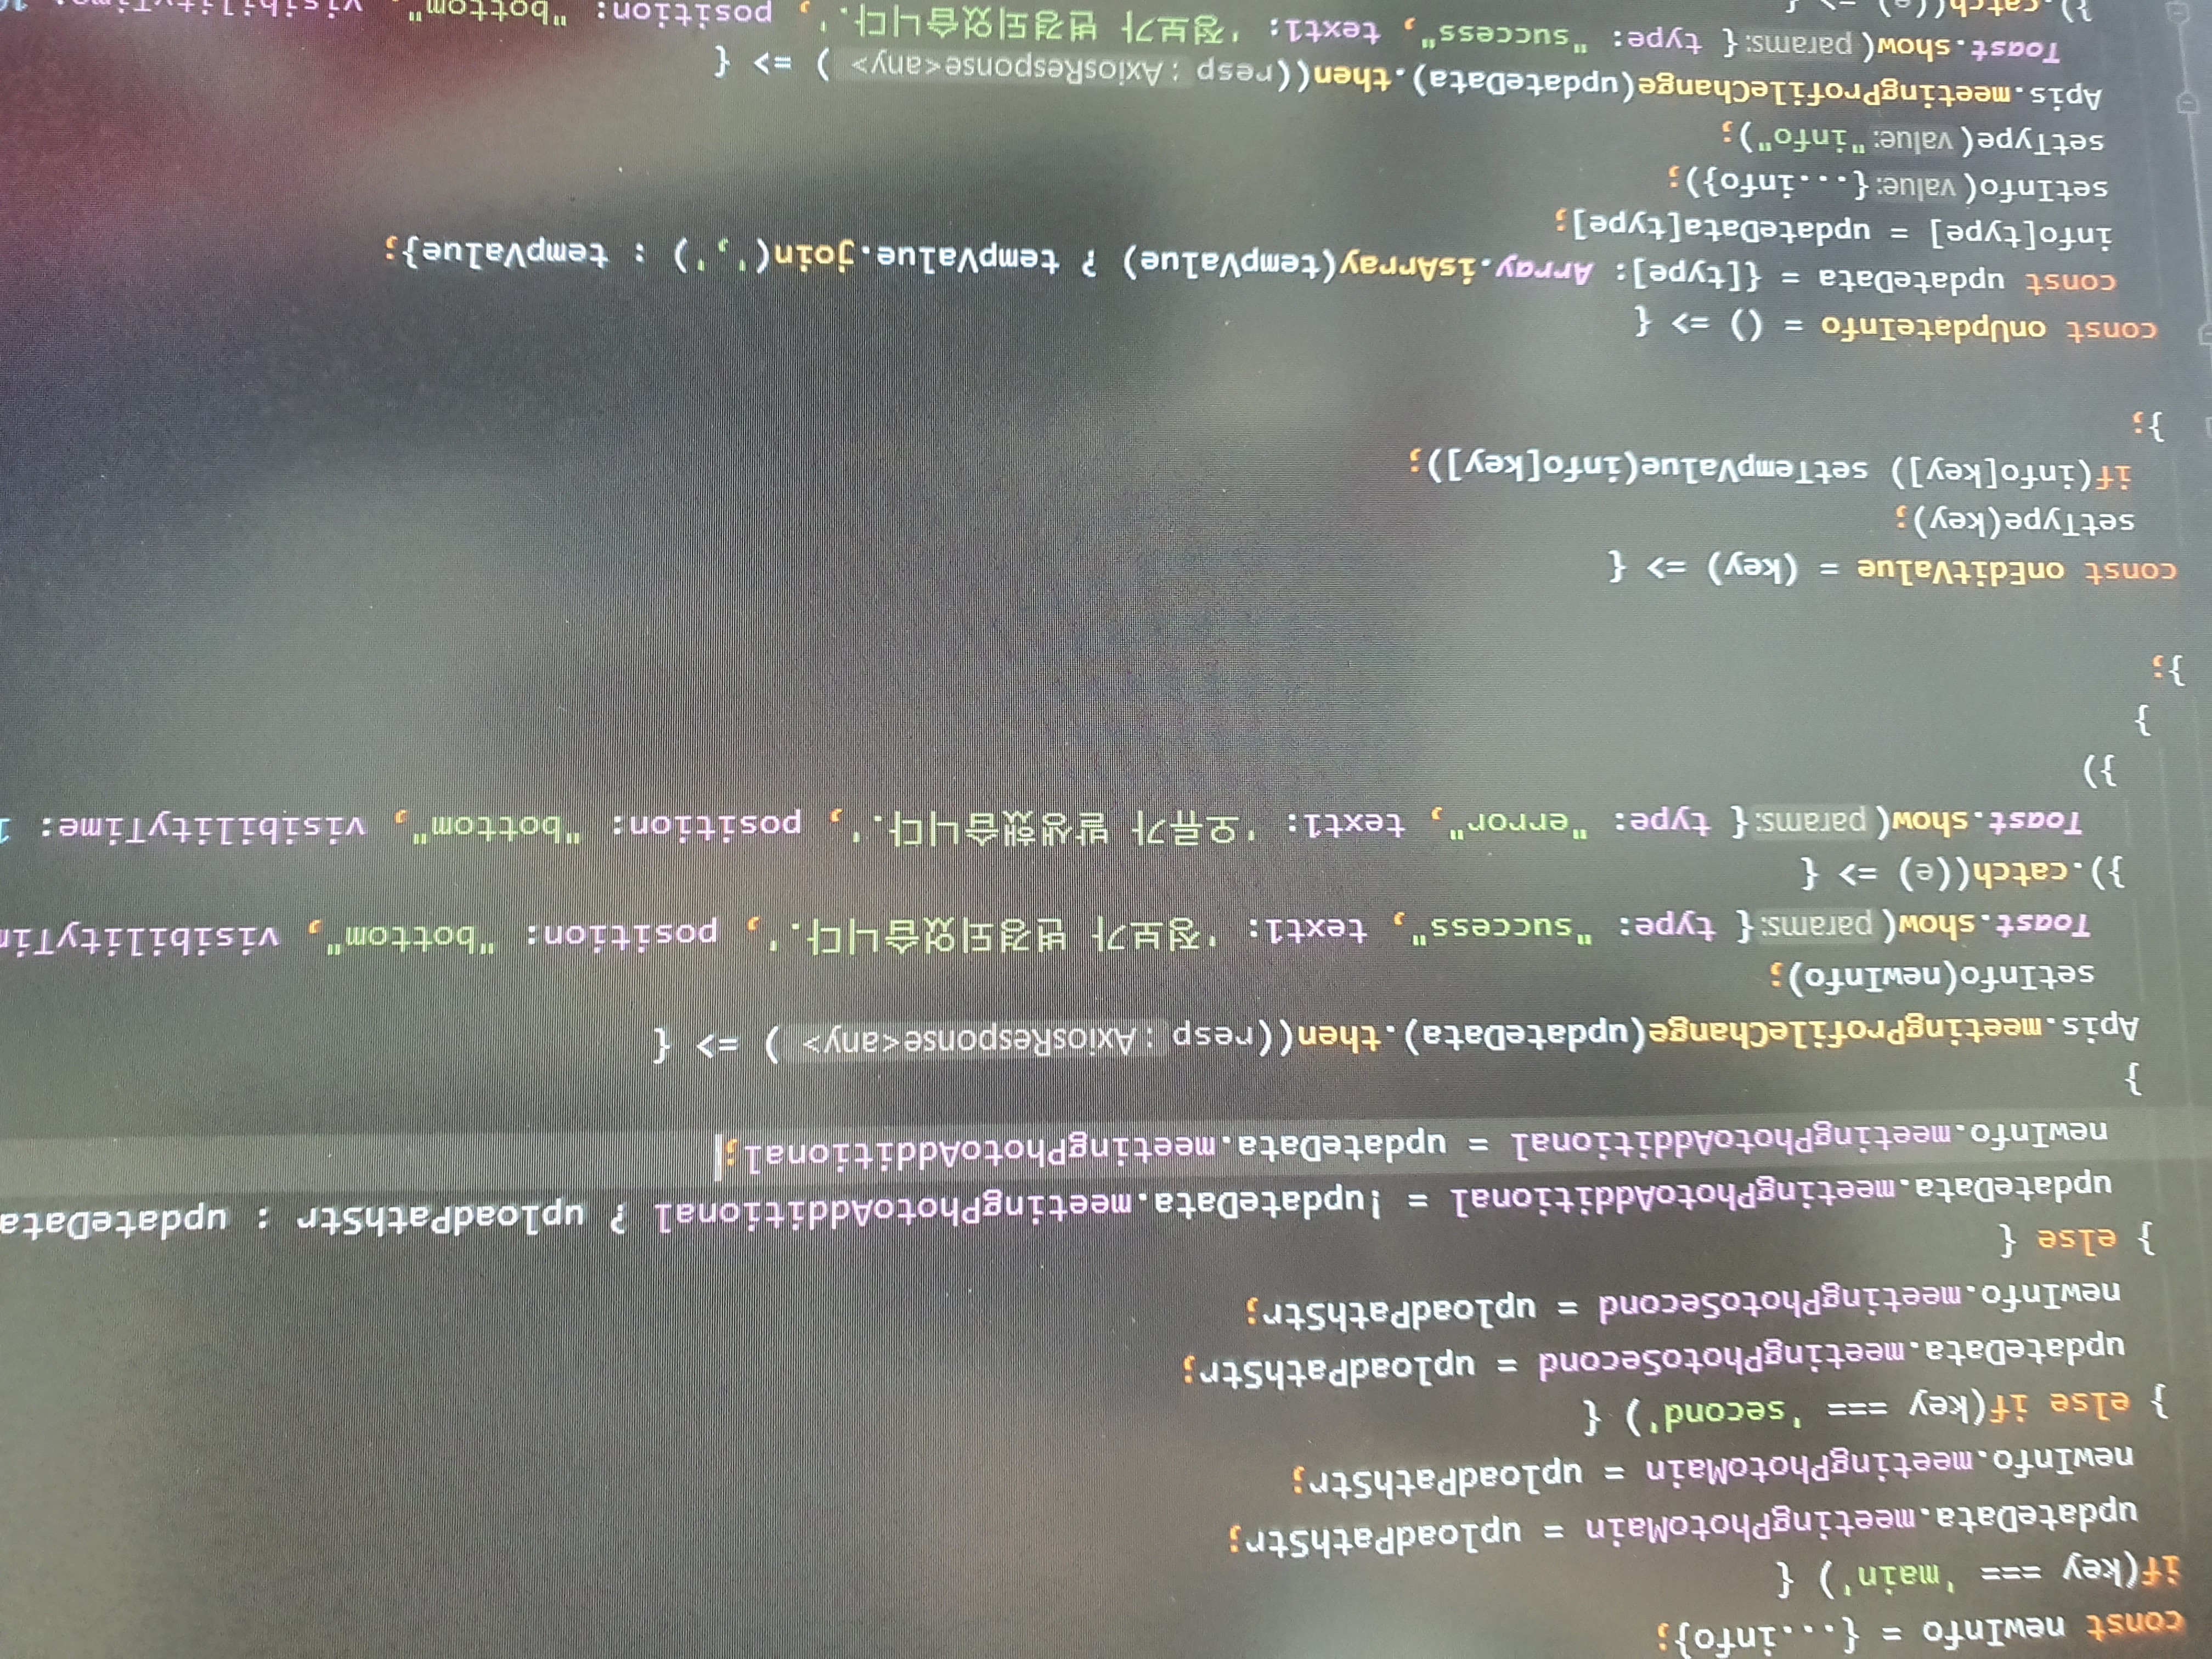 const newInfo = {...info};
if(key === 'main') {
updateData.meetingPhotoMain = uploadPathStr;
newInfo.meetingPhotoMain = uploadPathStr;
} else if(key === 'second') {
updateData.meetingPhotoSecond = uploadPathStr;
newInfo.meetingPhotoSecond = uploadPathStr;
} else {
updateData.meetingPhotoAdditional = !updateData.meetingPhotoAdditional ? uploadPathStr : updateData
newInfo.meetingPhotoAdditional = updateData.meetingPhotoAdditional;
}
Apis.meetingProfileChange(updateData).then((resp : AxiosResponse<any> ) => {
setInfo(newInfo);
Toast.show( params: { type: "success", text1: '정보가 변경되었습니다.', position: "bottom", visibilityTim
}).catch((e) => {
Toast.show( params: { type: "error", text1: '오류가 발생했습니다.', position: "bottom", visibilityTime: 1
})
}
};
const onEditValue = (key) => {
setType(key);
if(info[key]) setTempValue(info[key]);
};
const onUpdateInfo = () => {
const updateData = {[type]: Array.isArray(tempValue) ? tempValue.join(',') : tempValue};
info[type] = updateData[type];
setInfo( value: {...info});
setType( value: "info");
Apis.meetingProfileChange(updateData).then((resp : AxiosResponse<any> ) => {
Toast.show( params: { type: "success", text1: '정보가 변경되었습니다.', position: "bottom", visibilityTime:
}).catch((e) => {